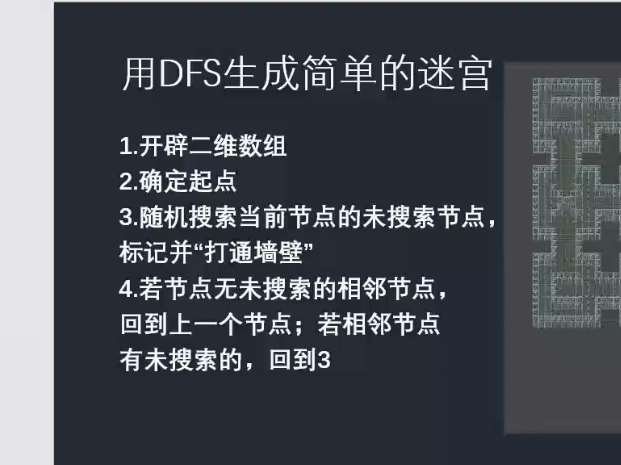 用DFS生成简单的迷宫
1.开辟二维数组
2.确定起点
3.随机搜索当前节点的未搜索节点，
标记并“打通墙壁”
4.若节点无未搜索的相邻节点，
回到上一个节点；若相邻节点
有未搜索的，回到3